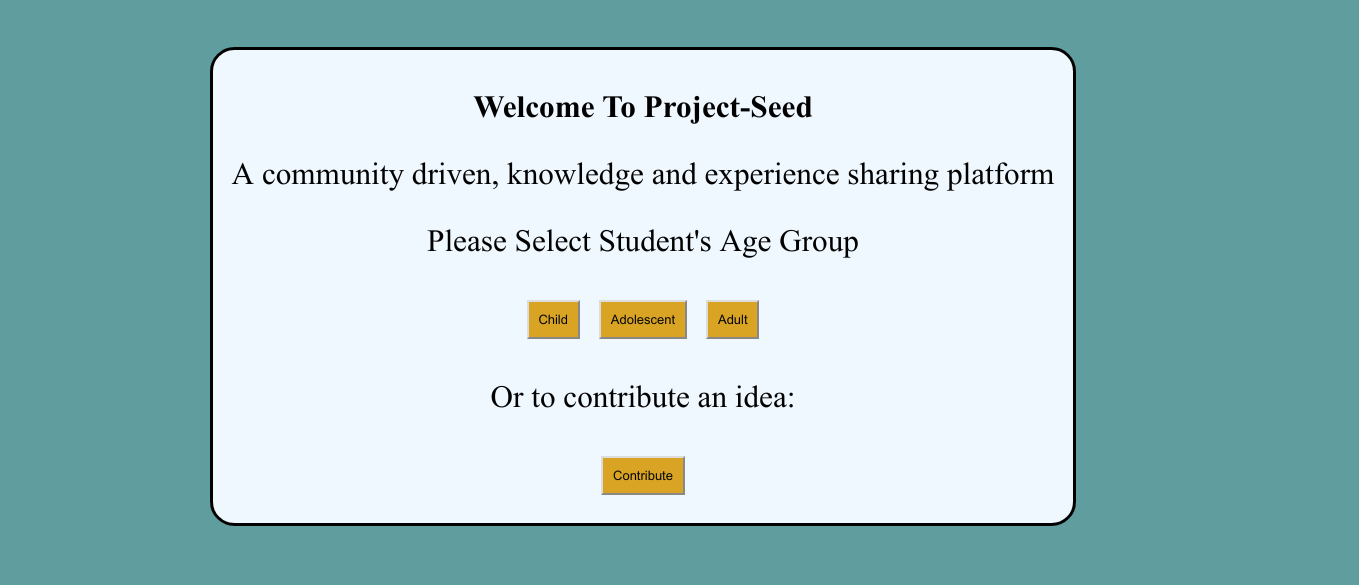 Welcome To Project-Seed
A community driven, knowledge and experience sharing platform
Please Select Student's Age Group
Child Adolescent Adult
Or to contribute an idea:
Contribute